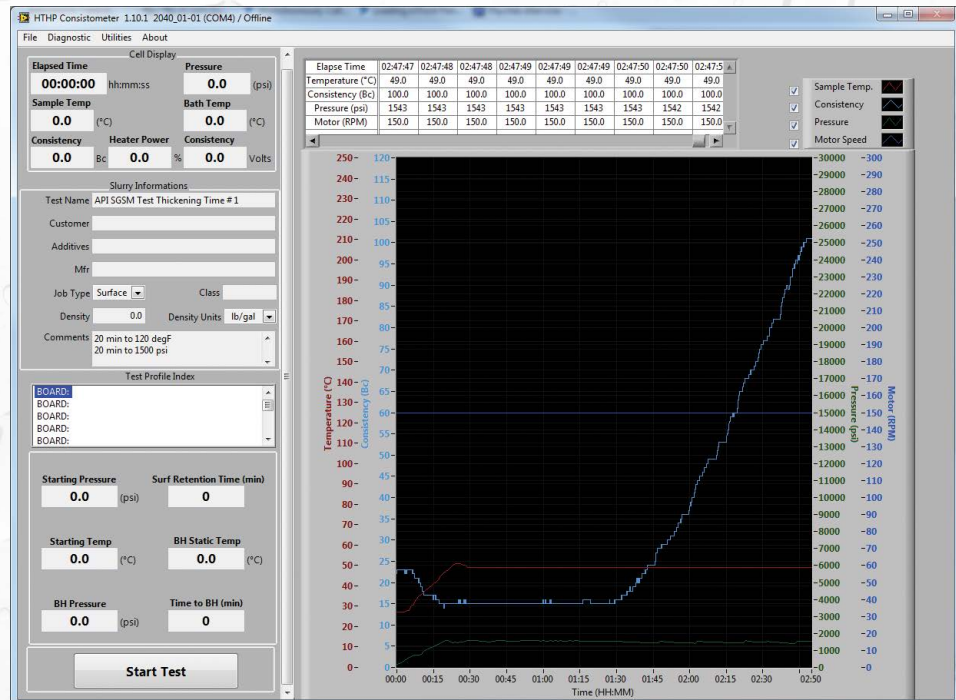 HTHP Consistometer 1.10.1 2040_01-01 (COM4) / Offline
File Diagnostic Utilities About
Cell Display
Elapsed Time Pressure
00:00:00 hh:mm:ss 0.0 (psi)
Sample Temp Bath Temp
0.0 (°C) 0.0 (°C)
Consistency Heater Power Consistency
0.0 Bc 0.0 % 0.0 Volts
Slurry Informations
Test Name API SGSM Test Thickening Time # 1
Customer
Additives
Mfr
Job Type Surface Class
Density 0.0 Density Units lb/gal
Comments 20 min to 120 degF
20 min to 1500 psi
Test Profile Index
BOARD:
BOARD:
BOARD:
BOARD:
BOARD:
Starting Pressure Surf Retention Time (min)
0.0 (psi) 0
Starting Temp BH Static Temp
0.0 (°C) 0.0 (°C)
BH Pressure Time to BH (min)
0.0 (psi) 0
Start Test
Elapse Time 02:47:47 02:47:48 02:47:48 02:47:49 02:47:49 02:47:49 02:47:50 02:47:50 02:47:5
Temperature (°C) 49.0 49.0 49.0 49.0 49.0 49.0 49.0 49.0 49.0
Consistency (Bc) 100.0 100.0 100.0 100.0 100.0 100.0 100.0 100.0 100.0
Pressure (psi) 1543 1543 1543 1543 1543 1543 1543 1542 1542
Motor (RPM) 150.0 150.0 150.0 150.0 150.0 150.0 150.0 150.0 150.0
Sample Temp.
Consistency
Pressure
Motor Speed
250 120 30000 300
240 115 29000 290
230 110 27000 280
220 105 26000 270
210 100 25000 260
200 95 24000 250
190 90 23000 240
180 85 22000 230
170 80 21000 220
160 75 20000 210
150 70 19000 200
140 65 18000 190
130 60 17000 180
120 55 16000 170
110 50 15000 160
100 45 14000 150
90 40 13000 140
80 35 12000 130
70 30 11000 120
60 25 10000 110
50 20 9000 100
40 15 8000 90
30 10 7000 80
20 5 6000 70
10 0 5000 60
0 4000 50
3000 40
2000 30
1000 20
0 10
0
Temperature (°C)
Consistency (Bc)
Pressure (psi)
Motor (RPM)
00:00 00:15 00:30 00:45 01:00 01:15 01:30 01:45 02:00 02:15 02:30 02:50
Time (HH:MM)